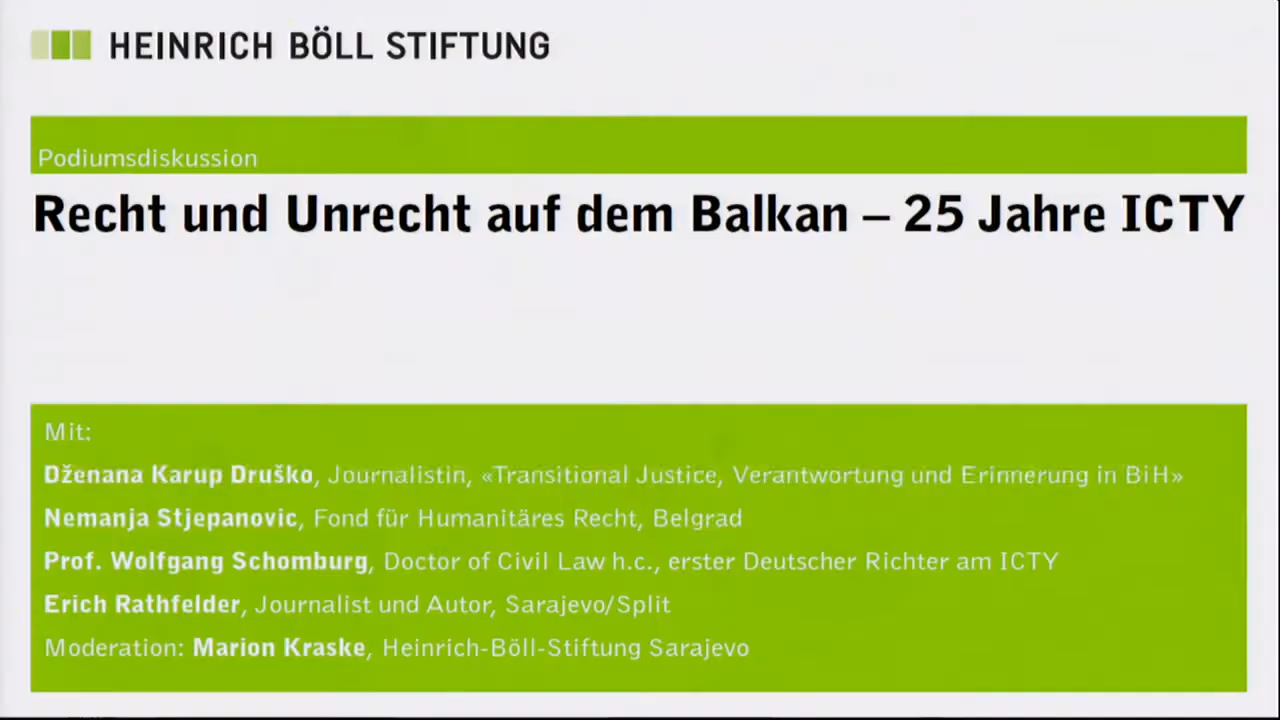 HEINRICH BÖLL STIFTUNG
Podiumsdiskussion
Recht und Unrecht auf dem Balkan – 25 Jahre ICTY
Mit:
Dženana Karup Druško, Journalistin, «Transitional Justice, Verantwortung und Erinnerung in BiH»
Nemanja Stjepanovic, Fond für Humanitäres Recht, Belgrad
Prof. Wolfgang Schomburg, Doctor of Civil Law h.c., erster Deutscher Richter am ICTY
Erich Rathfelder, Journalist und Autor, Sarajevo/Split
Moderation: Marion Kraske, Heinrich-Böll-Stiftung Sarajevo